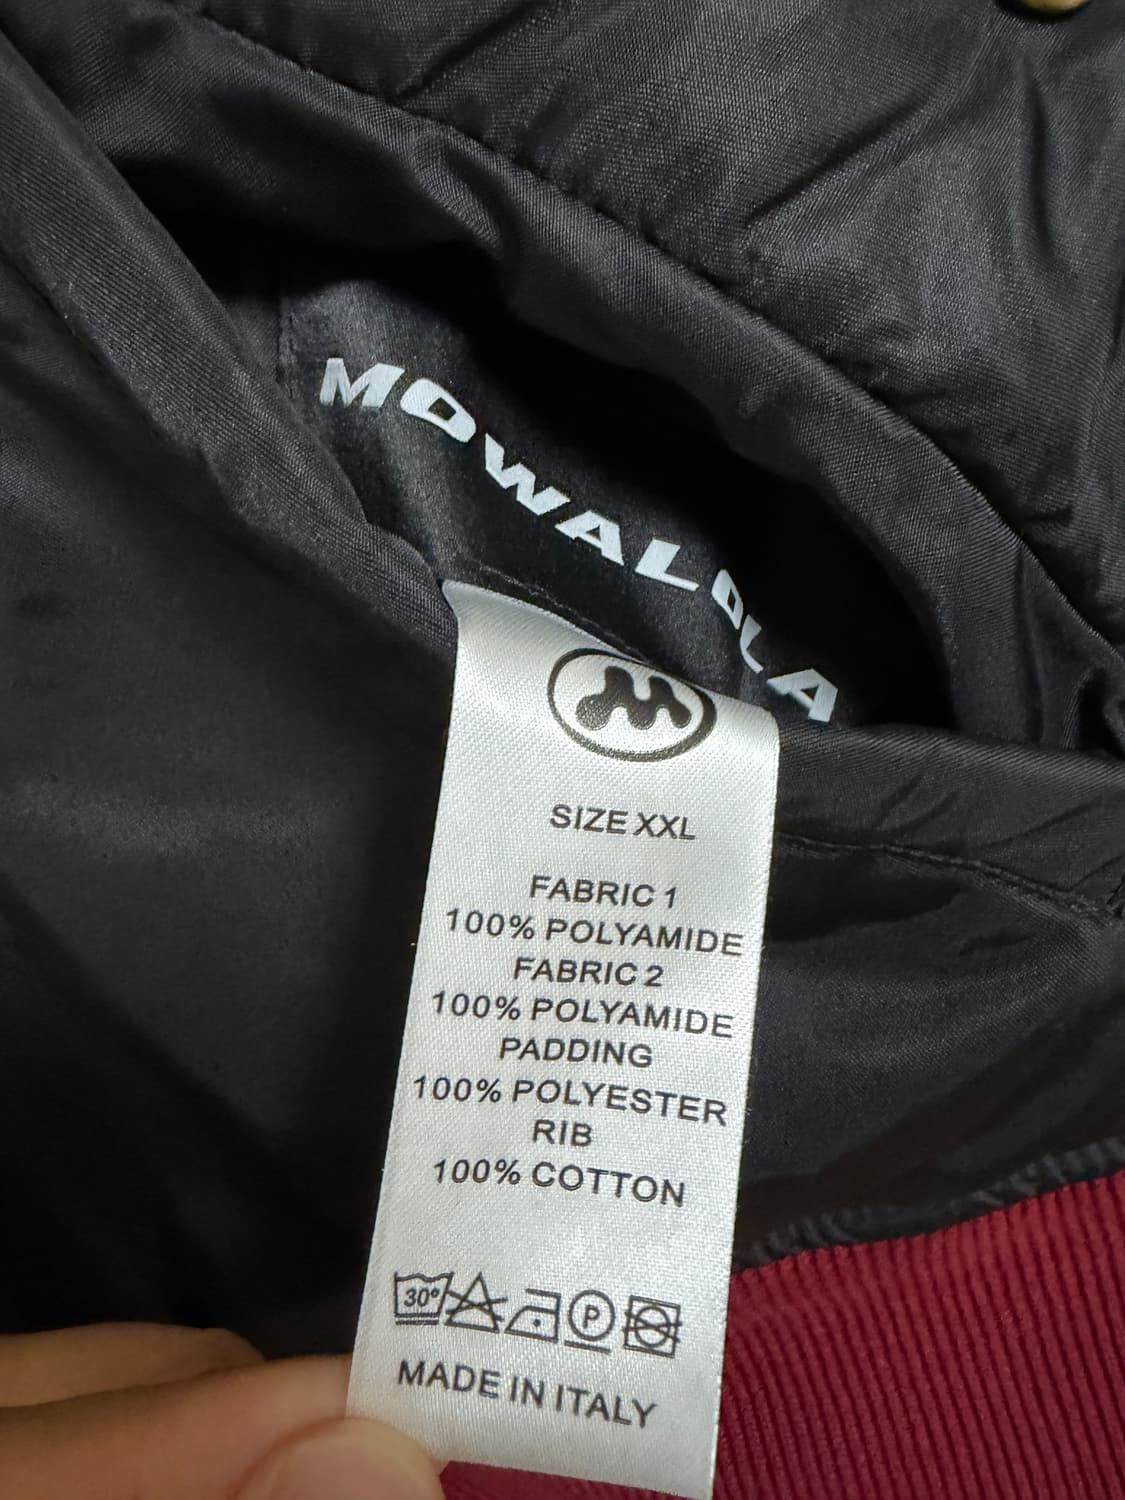 MOWALOLA
M
SIZE XXL
FABRIC 1
100% POLYAMIDE
FABRIC 2
100% POLYAMIDE
PADDING
100% POLYESTER
RIB
100% COTTON
30° P
MADE IN ITALY